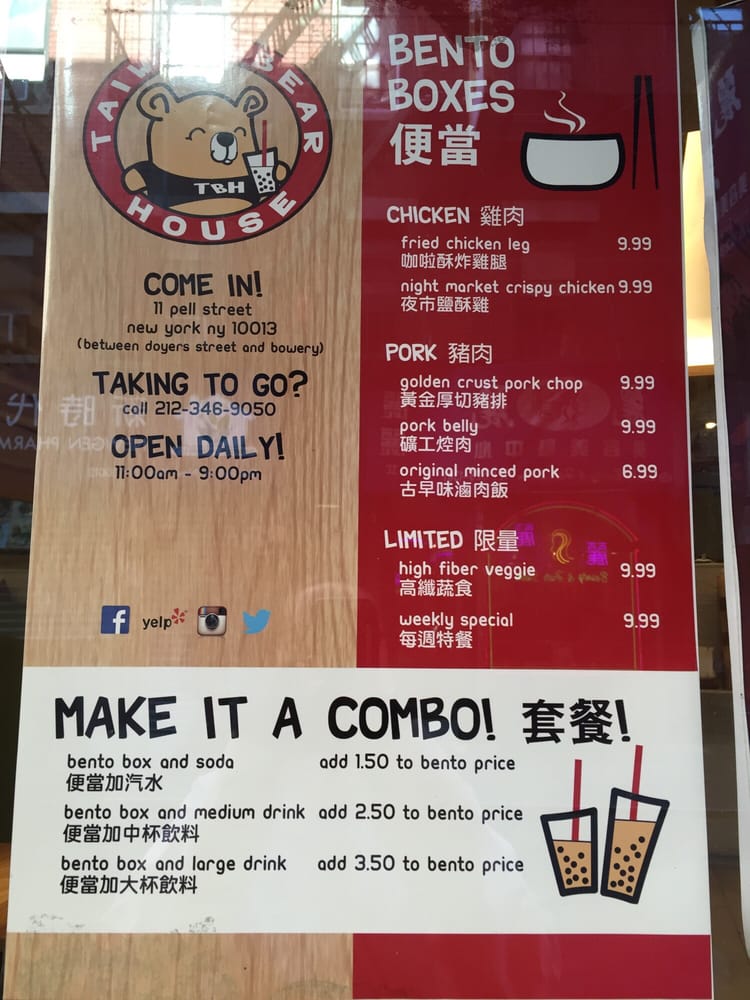 TAIWAN BEAR
HOUSE
TBH
COME IN!
11 pell street
new york ny 10013
(between doyers street and bowery)
TAKING TO GO?
call 212-346-9050
OPEN DAILY!
11:00am - 9:00pm
yelp
BENTO
BOXES
便當
CHICKEN 雞肉
fried chicken leg 9.99
咖啦酥炸雞腿
night market crispy chicken 9.99
夜市鹽酥雞
PORK 豬肉
golden crust pork chop 9.99
黃金厚切豬排
pork belly 9.99
礦工焢肉
original minced pork 6.99
古早味滷肉飯
LIMITED 限量
high fiber veggie 9.99
高纖蔬食
weekly special 9.99
每週特餐
MAKE IT A COMBO! 套餐!
bento box and soda add 1.50 to bento price
便當加汽水
bento box and medium drink add 2.50 to bento price
便當加中杯飲料
bento box and large drink add 3.50 to bento price
便當加大杯飲料